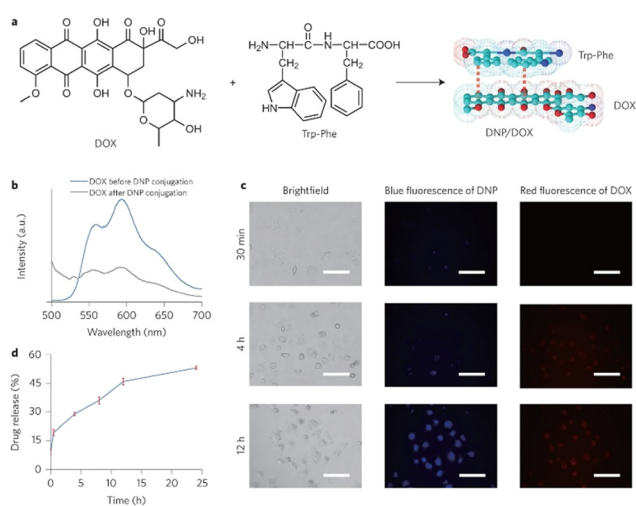 a
O
OH
O
OH
O
OH
O
O
OH
O
NH₂
O
OH
DOX
+
H₂N
CH
O
C
H
N
CH
COOH
CH₂
CH₂
HN
Trp-Phe
Trp-Phe
DOX
DNP/DOX
b
DOX before DNP conjugation
DOX after DNP conjugation
Intensity (a.u.)
500 550 600 650 700
Wavelength (nm)
c
Brightfield
Blue fluorescence of DNP
Red fluorescence of DOX
30 min
4 h
12 h
d
Drug release (%)
60
45
30
15
0
0 5 10 15 20 25
Time (h)